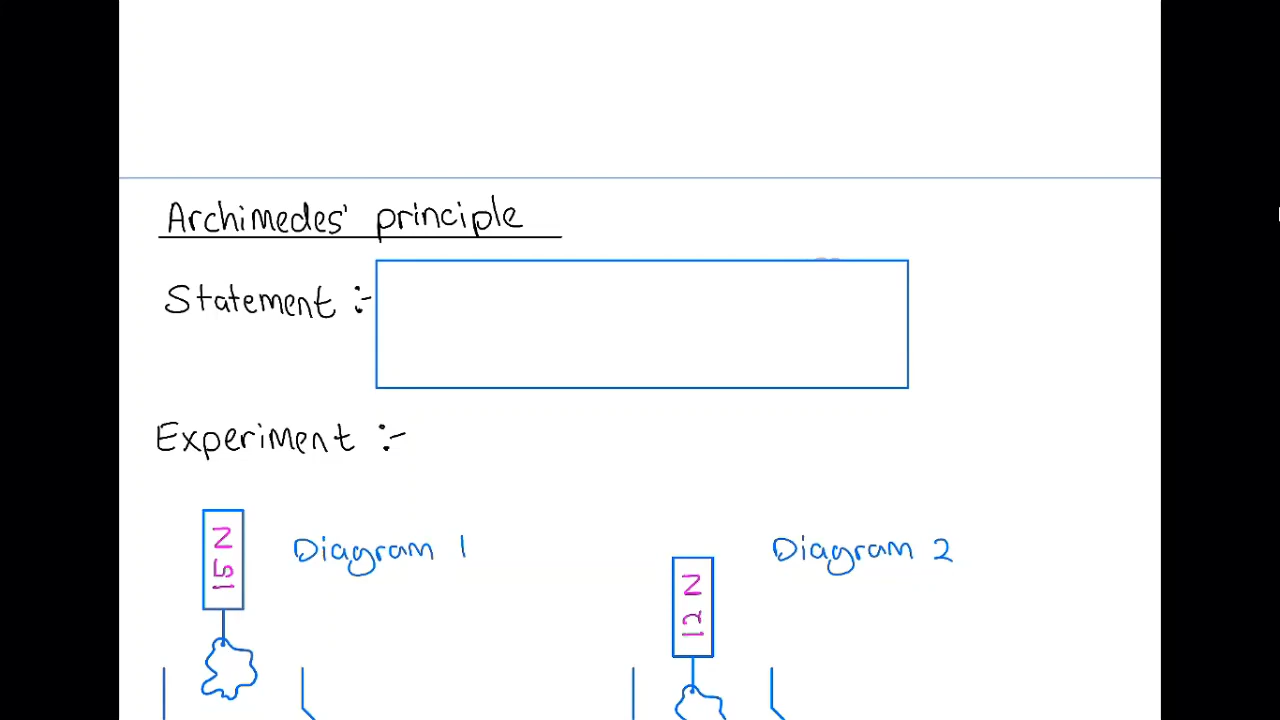 Archimedes' principle
Statement :-
Experiment :-
15 N
Diagram 1
Diagram 2
12 N